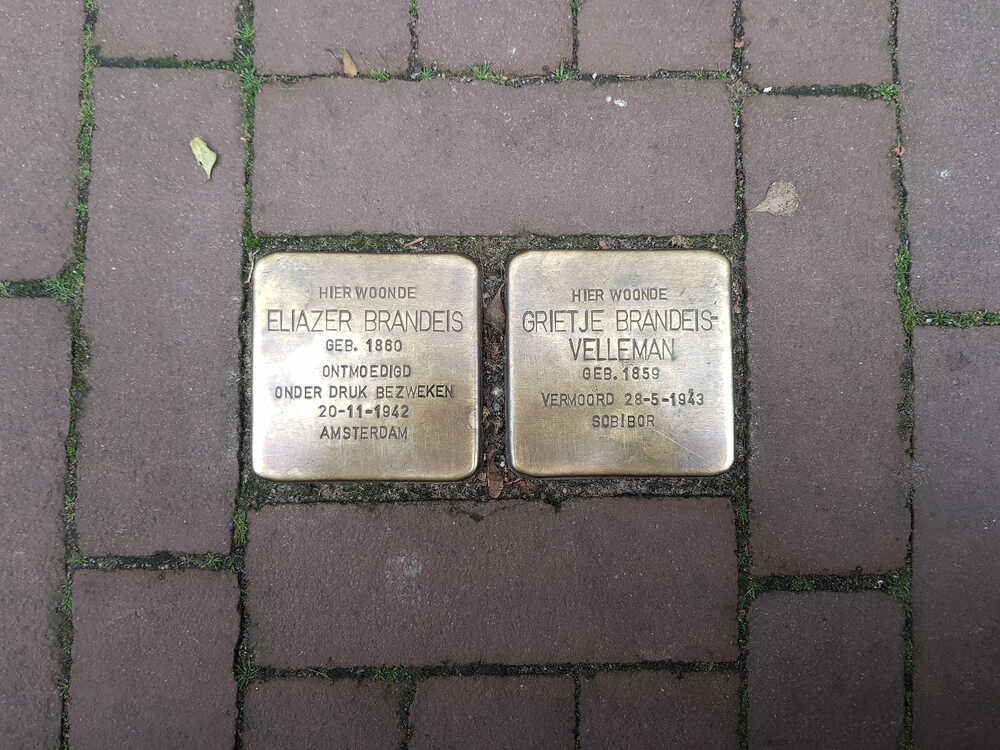 HIER WOONDE
ELIAZER BRANDEIS
GEB. 1860
ONTMOEDIGD
ONDER DRUK BEZWEKEN
20-11-1942
AMSTERDAM
HIER WOONDE
GRIETJE BRANDEIS-
VELLEMAN
GEB. 1859
VERMOORD 28-5-1943
SOBIBOR